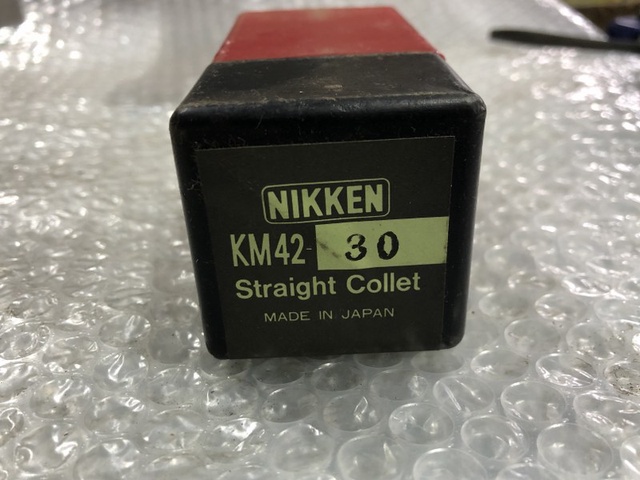 NIKKEN
KM42-30
Straight Collet
MADE IN JAPAN